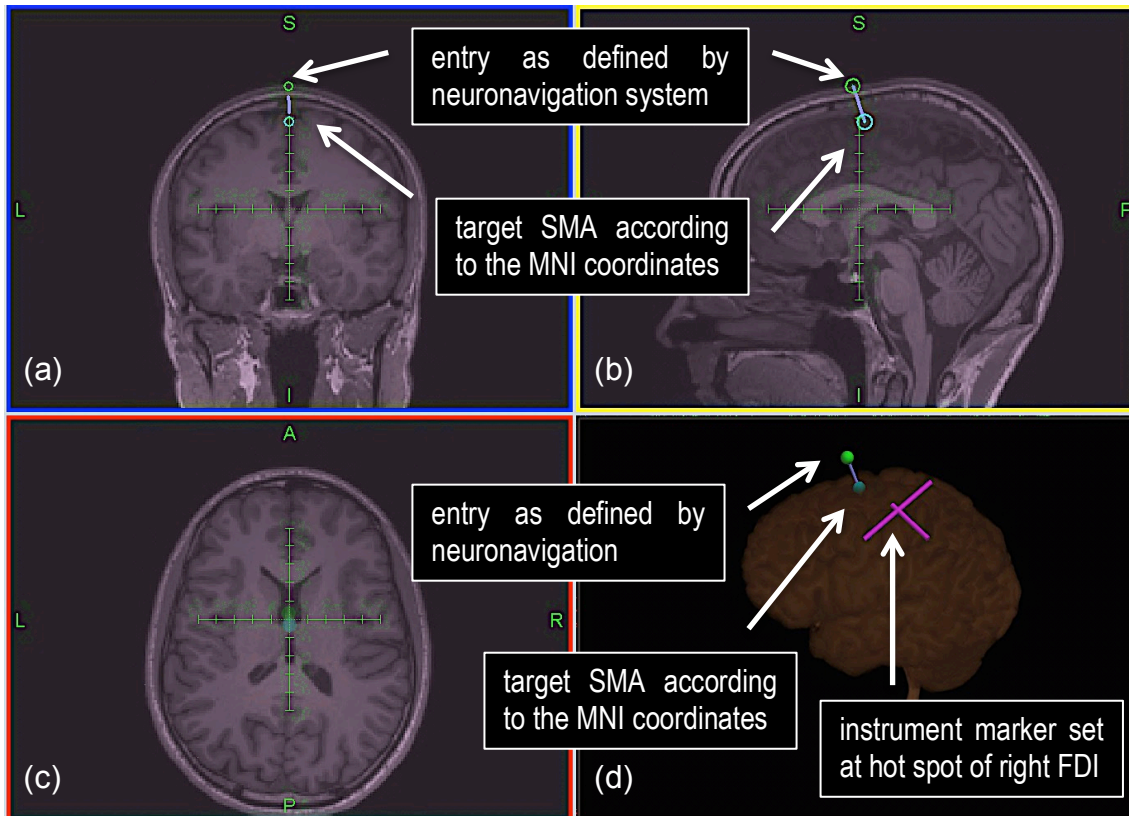 S
S
entry as defined by
neuronavigation system
L
P
target SMA according
to the MNI coordinates
(a)
(b)
I
I
A
entry as defined by
neuronavigation
L
R
target SMA according
to the MNI coordinates
instrument marker set
at hot spot of right FDI
(c)
P
(d)